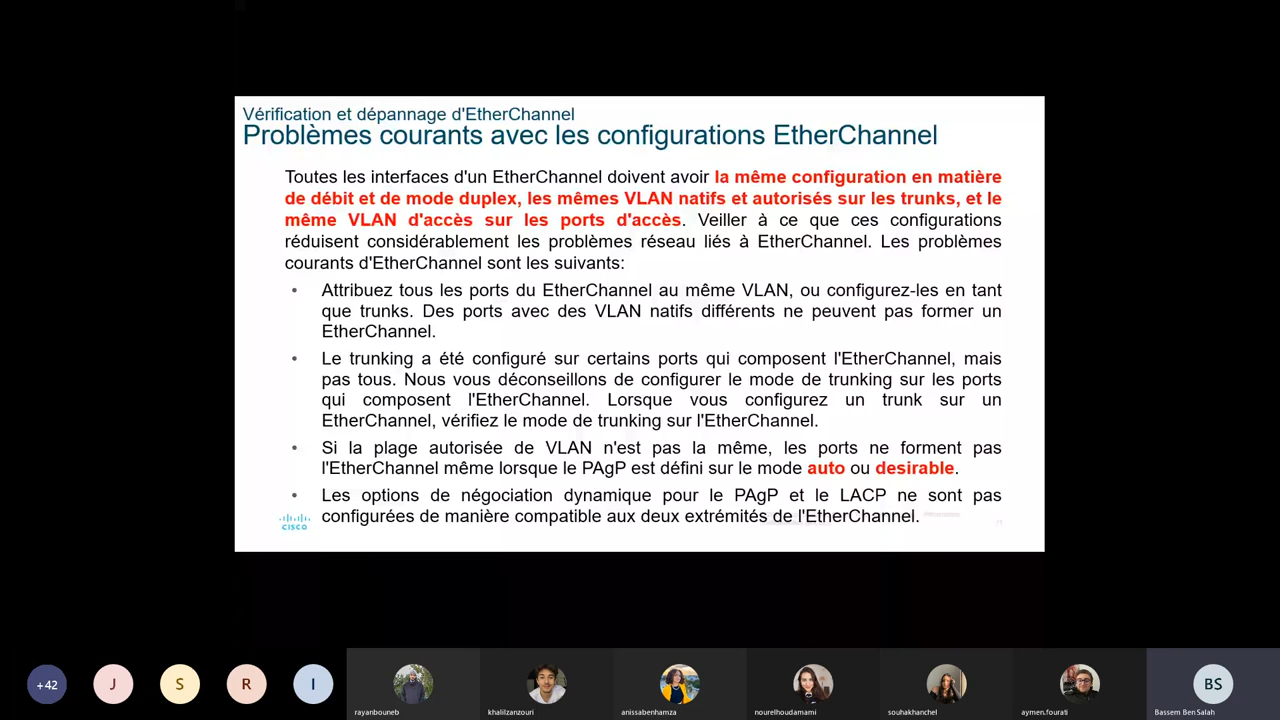 Vérification et dépannage d'EtherChannel
Problèmes courants avec les configurations EtherChannel
Toutes les interfaces d'un EtherChannel doivent avoir la même configuration en matière
de débit et de mode duplex, les mêmes VLAN natifs et autorisés sur les trunks, et le
même VLAN d'accès sur les ports d'accès. Veiller à ce que ces configurations
réduisent considérablement les problèmes réseau liés à EtherChannel. Les problèmes
courants d'EtherChannel sont les suivants:
• Attribuez tous les ports du EtherChannel au même VLAN, ou configurez-les en tant
que trunks. Des ports avec des VLAN natifs différents ne peuvent pas former un
EtherChannel.
• Le trunking a été configuré sur certains ports qui composent l'EtherChannel, mais
pas tous. Nous vous déconseillons de configurer le mode de trunking sur les ports
qui composent l'EtherChannel. Lorsque vous configurez un trunk sur un
EtherChannel, vérifiez le mode de trunking sur l'EtherChannel.
• Si la plage autorisée de VLAN n'est pas la même, les ports ne forment pas
l'EtherChannel même lorsque le PAgP est défini sur le mode auto ou desirable.
• Les options de négociation dynamique pour le PAgP et le LACP ne sont pas
configurées de manière compatible aux deux extrémités de l'EtherChannel.
CISCO
+42
J
S
R
I
BS
rayanbouneb
khalilzanzouri
anissabenhamza
nourelhoudamami
souhakhanchel
aymen.fourati
Bassem Ben Salah